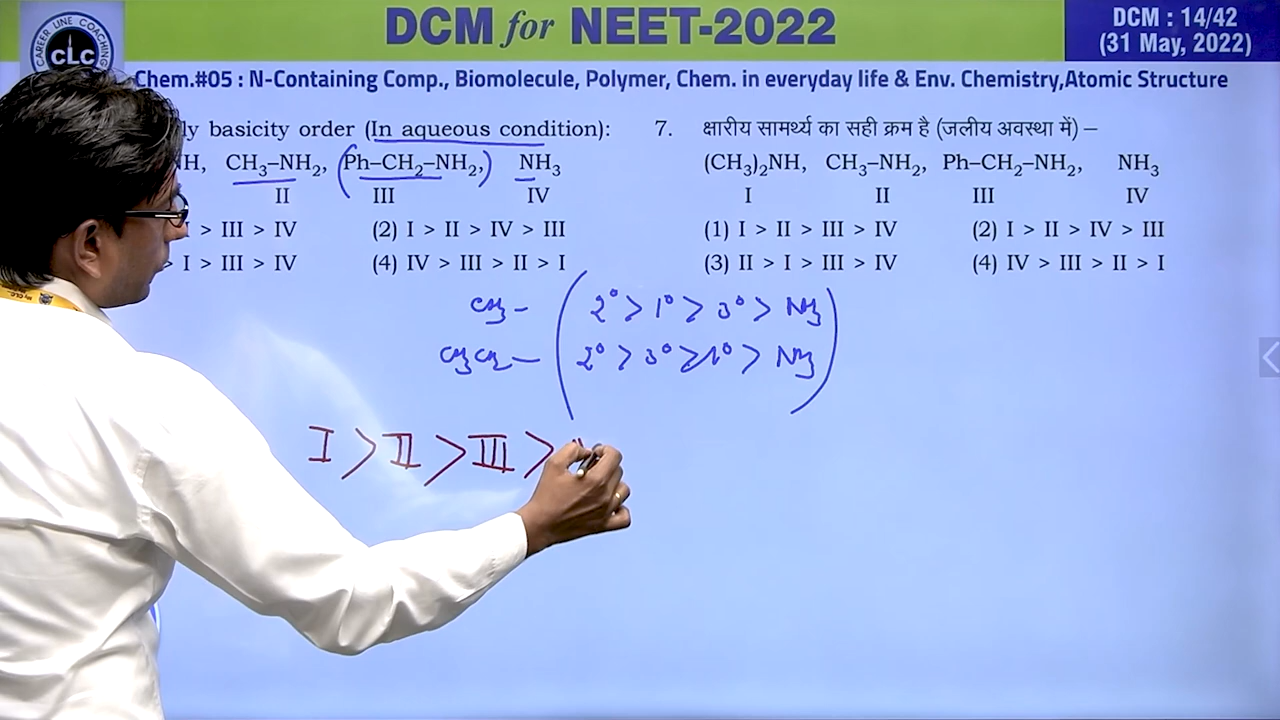 DCM for NEET-2022
DCM : 14/42
(31 May, 2022)
CAREER LINE COACHING
CLC
Chem.#05 : N-Containing Comp., Biomolecule, Polymer, Chem. in everyday life & Env. Chemistry,Atomic Structure
basicity order (In aqueous condition):
NH, CH₃–NH₂, Ph–CH₂–NH₂, NH₃
II III IV
> III > IV (2) I > II > IV > III
> I > III > IV (4) IV > III > II > I
7. क्षारीय सामर्थ्य का सही क्रम है (जलीय अवस्था में) –
(CH₃)₂NH, CH₃–NH₂, Ph–CH₂–NH₂, NH₃
I II III IV
(1) I > II > III > IV (2) I > II > IV > III
(3) II > I > III > IV (4) IV > III > II > I
CH₃ – 2° > 1° > 3° > NH₃
CH₃CH₂ – 2° > 3° > 1° > NH₃
I > II > III >